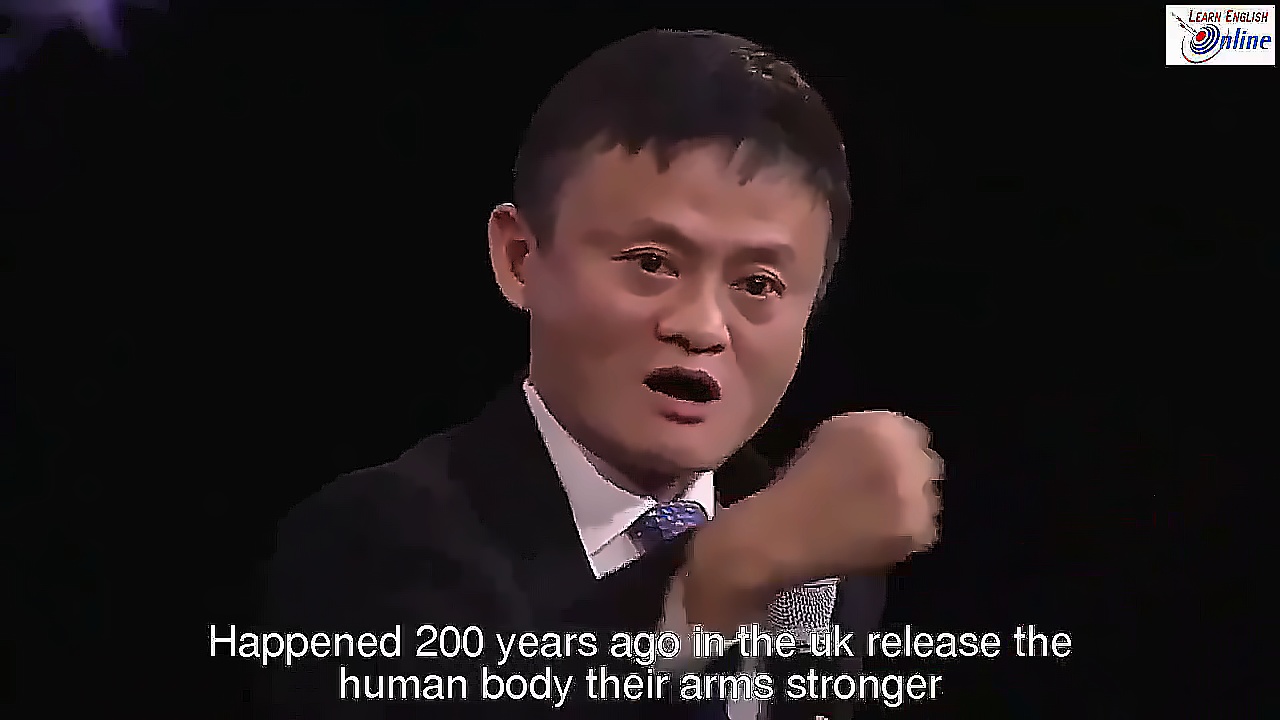 LEARN ENGLISH
Online
Happened 200 years ago in the uk release the
human body their arms stronger